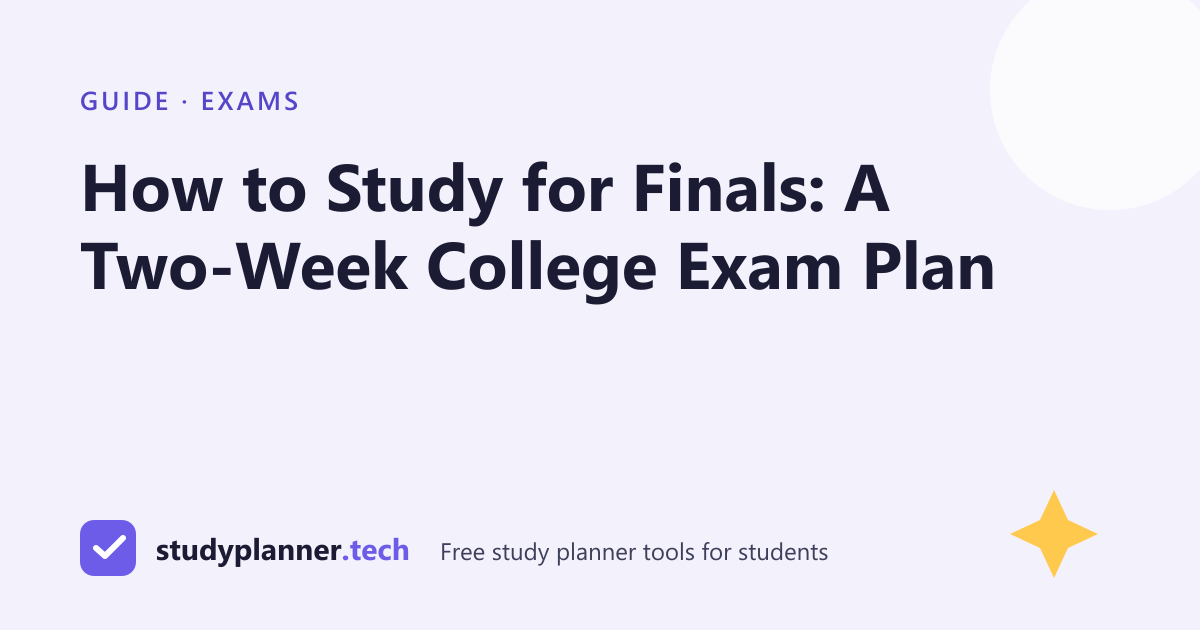 GUIDE · EXAMS
How to Study for Finals: A
Two-Week College Exam Plan
studyplanner.tech Free study planner tools for students